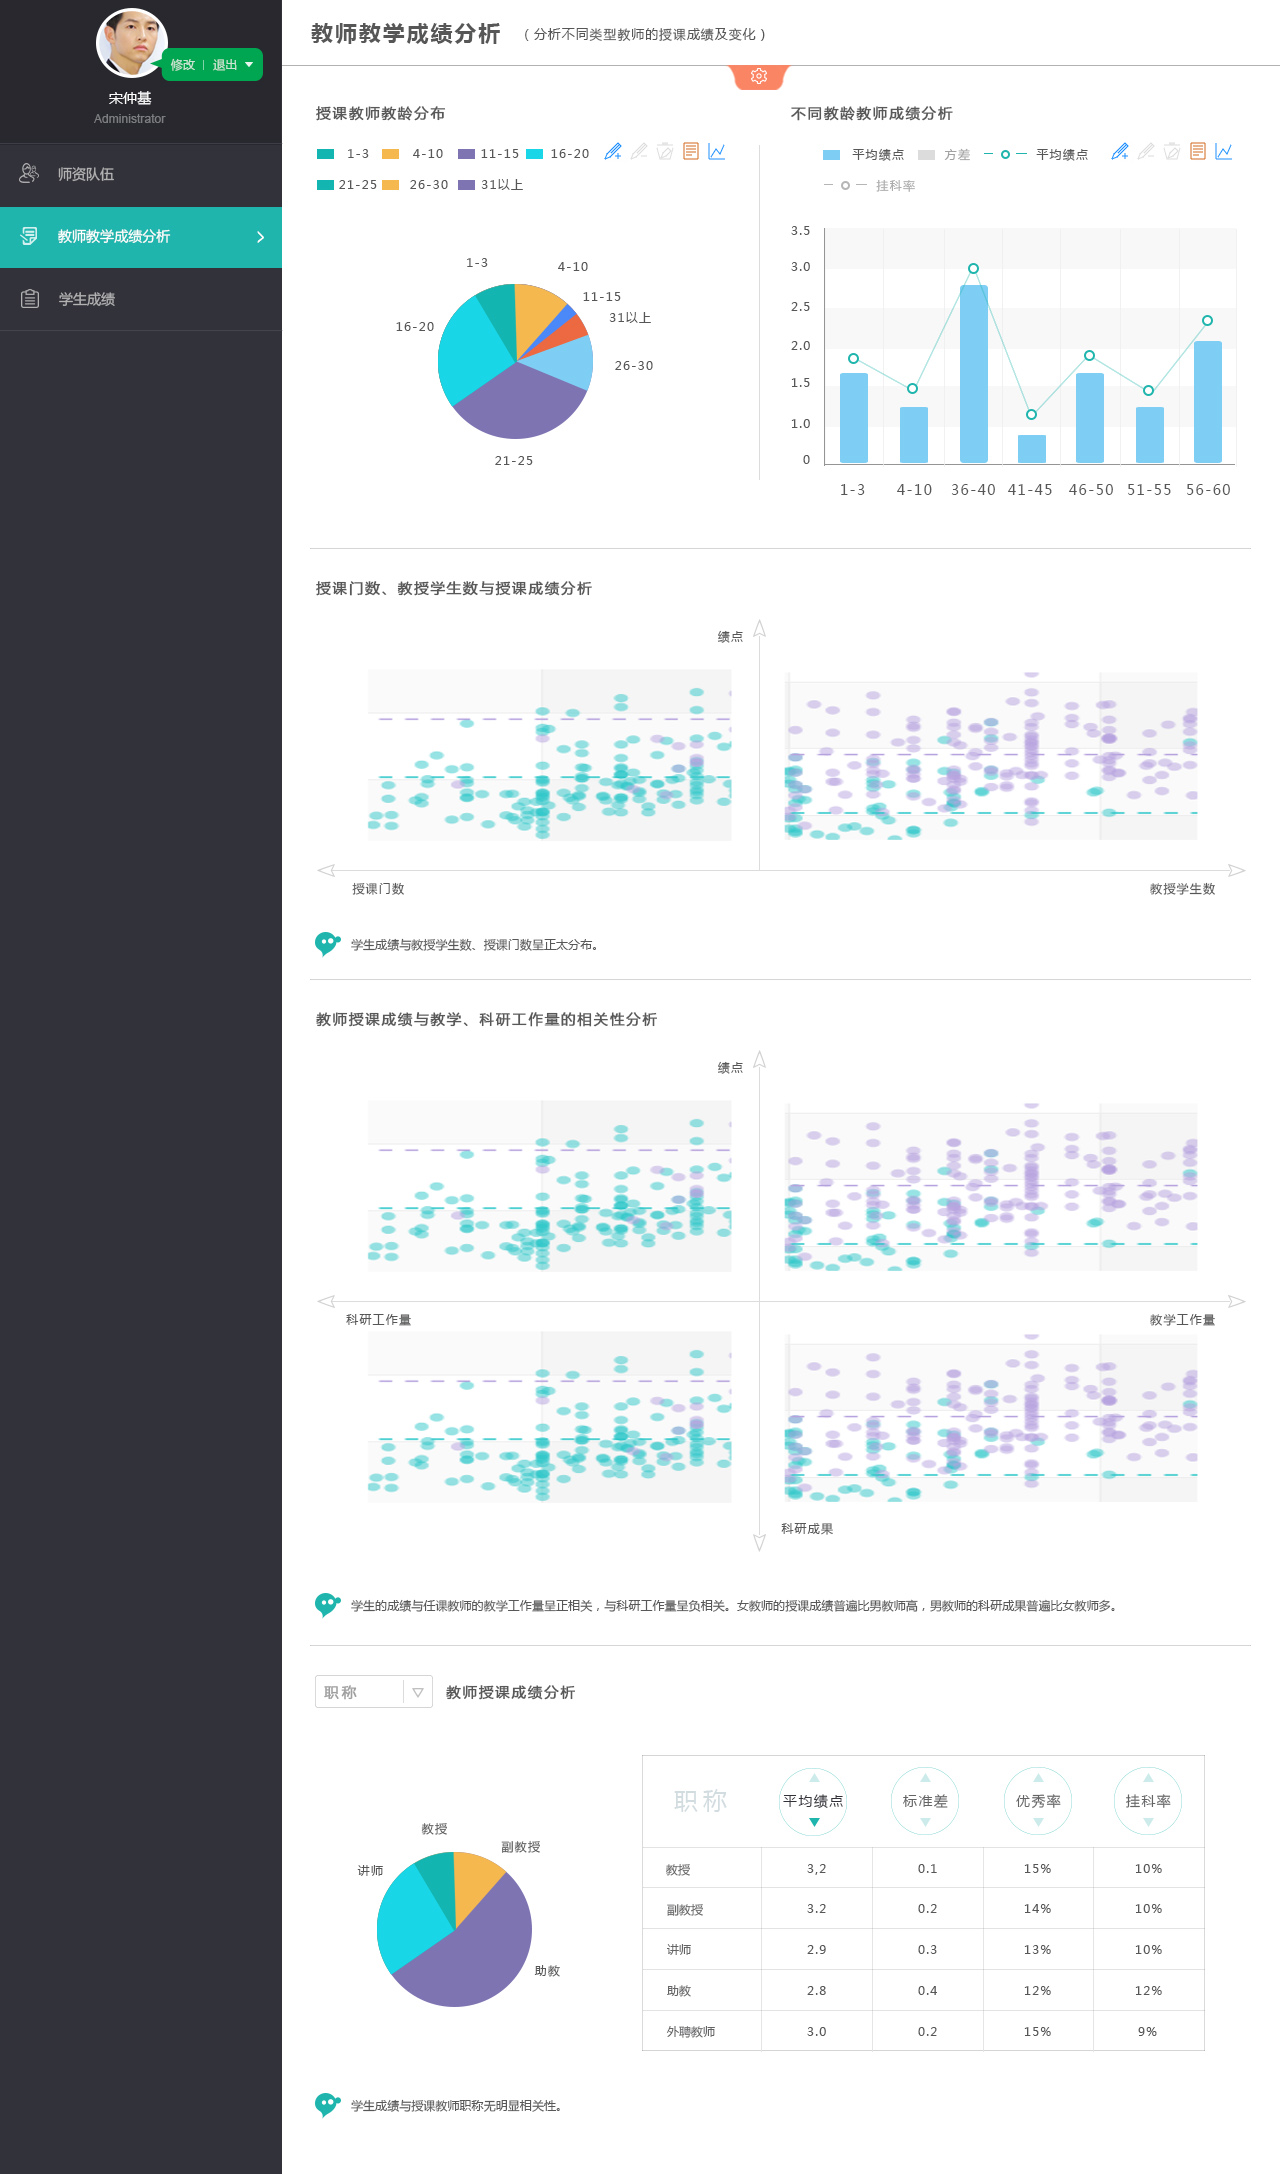 教师教学成绩分析 （分析不同类型教师的授课成绩及变化）
修改 | 退出
宋仲基
Administrator
师资队伍
教师教学成绩分析
学生成绩
授课教师教龄分布
1-3 4-10 11-15 16-20
21-25 26-30 31以上
1-3
4-10
11-15
31以上
16-20
26-30
21-25
不同教龄教师成绩分析
平均绩点 方差 平均绩点
挂科率
3.5
3.0
2.5
2.0
1.5
1.0
0
1-3 4-10 36-40 41-45 46-50 51-55 56-60
授课门数、教授学生数与授课成绩分析
绩点
授课门数 教授学生数
学生成绩与教授学生数、授课门数呈正太分布。
教师授课成绩与教学、科研工作量的相关性分析
绩点
科研工作量 教学工作量
科研成果
学生的成绩与任课教师的教学工作量呈正相关，与科研工作量呈负相关。女教师的授课成绩普遍比男教师高，男教师的科研成果普遍比女教师多。
职称 教师授课成绩分析
教授
副教授
讲师
助教
职称 平均绩点 标准差 优秀率 挂科率
教授 3,2 0.1 15% 10%
副教授 3.2 0.2 14% 10%
讲师 2.9 0.3 13% 10%
助教 2.8 0.4 12% 12%
外聘教师 3.0 0.2 15% 9%
学生成绩与授课教师职称无明显相关性。